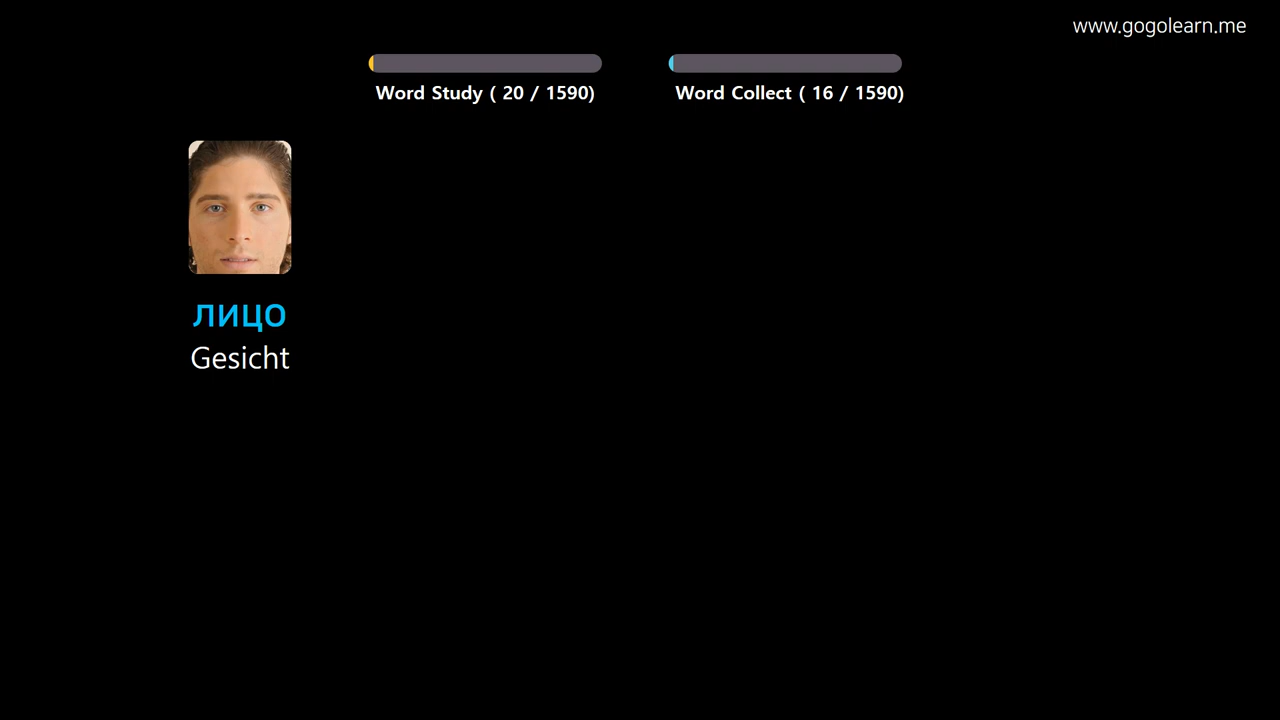 www.gogolearn.me
Word Study ( 20 / 1590)
Word Collect ( 16 / 1590)
лицо
Gesicht